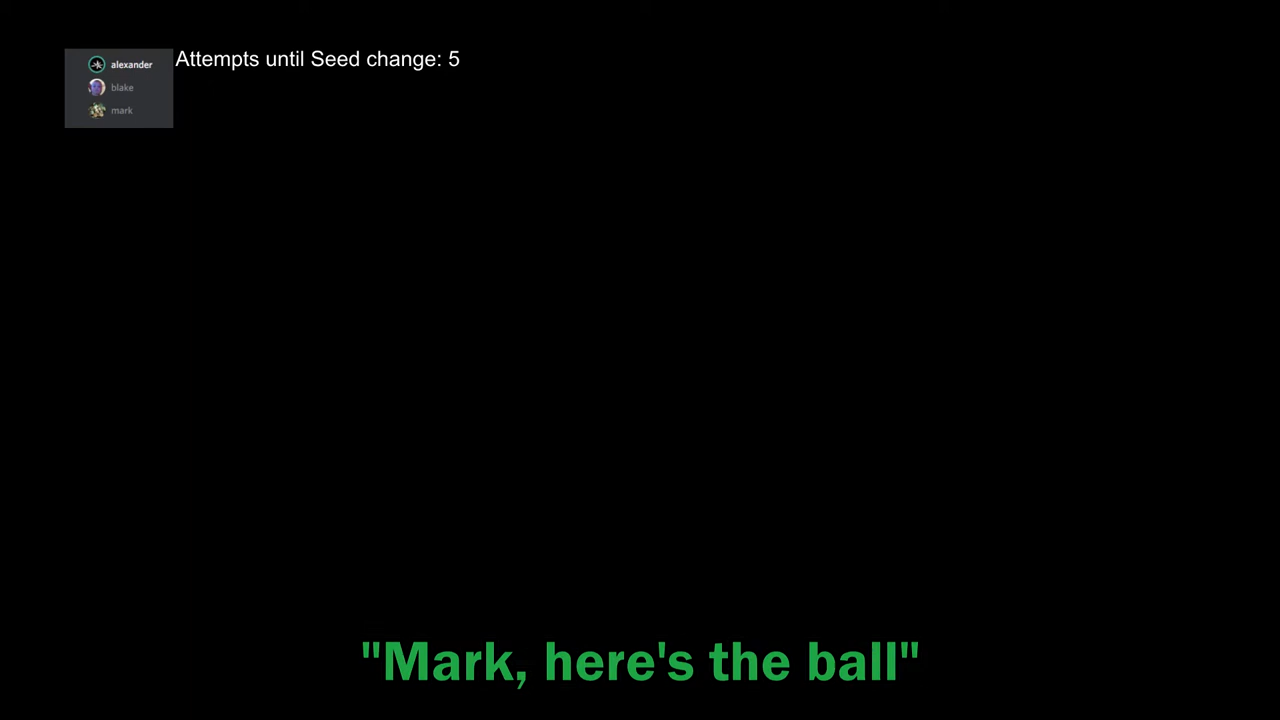 alexander
Attempts until Seed change: 5
blake
mark
"Mark, here's the ball"